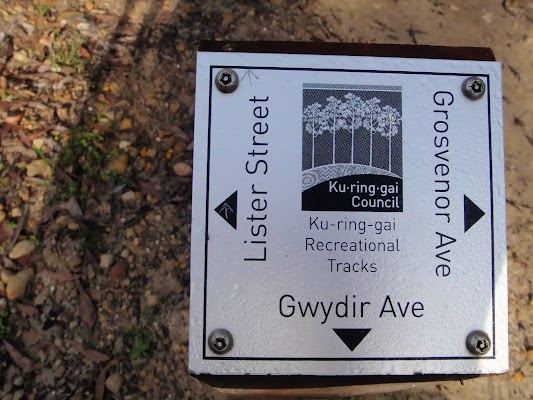 Lister Street
Ku·ring·gai
Council
Ku-ring-gai
Recreational
Tracks
Grosvenor Ave
Gwydir Ave